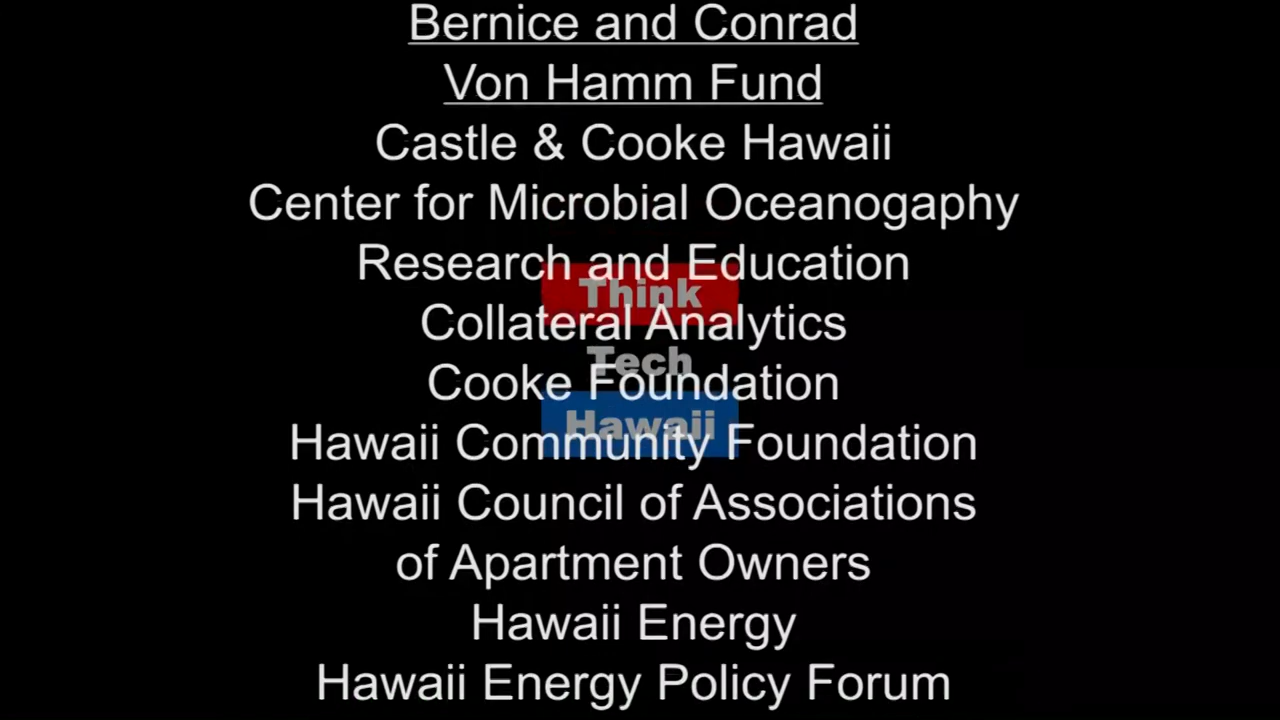 Bernice and Conrad
Von Hamm Fund
Castle & Cooke Hawaii
Center for Microbial Oceanogaphy
Research and Education
Think
Collateral Analytics
Tech
Cooke Foundation
Hawaii
Hawaii Community Foundation
Hawaii Council of Associations
of Apartment Owners
Hawaii Energy
Hawaii Energy Policy Forum